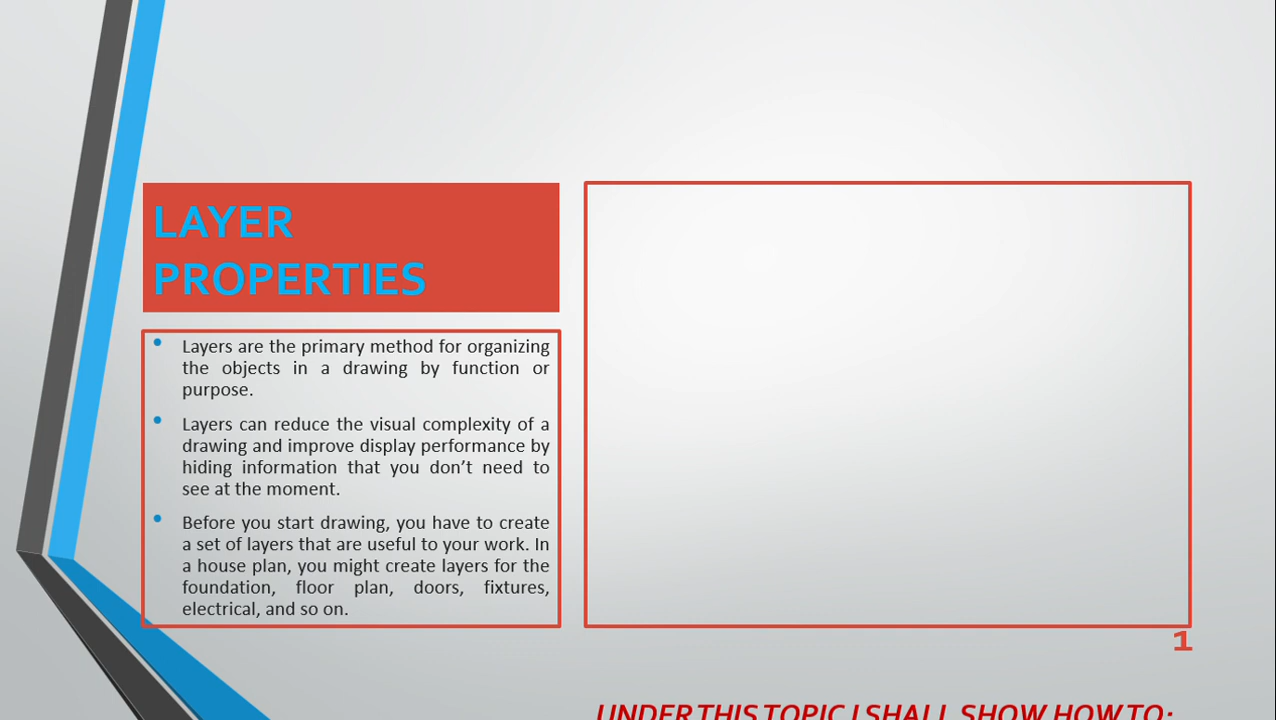 LAYER
PROPERTIES
• Layers are the primary method for organizing
the objects in a drawing by function or
purpose.
• Layers can reduce the visual complexity of a
drawing and improve display performance by
hiding information that you don’t need to
see at the moment.
• Before you start drawing, you have to create
a set of layers that are useful to your work. In
a house plan, you might create layers for the
foundation, floor plan, doors, fixtures,
electrical, and so on.
1
UNDER THIS TOPIC I SHALL SHOW HOW TO: